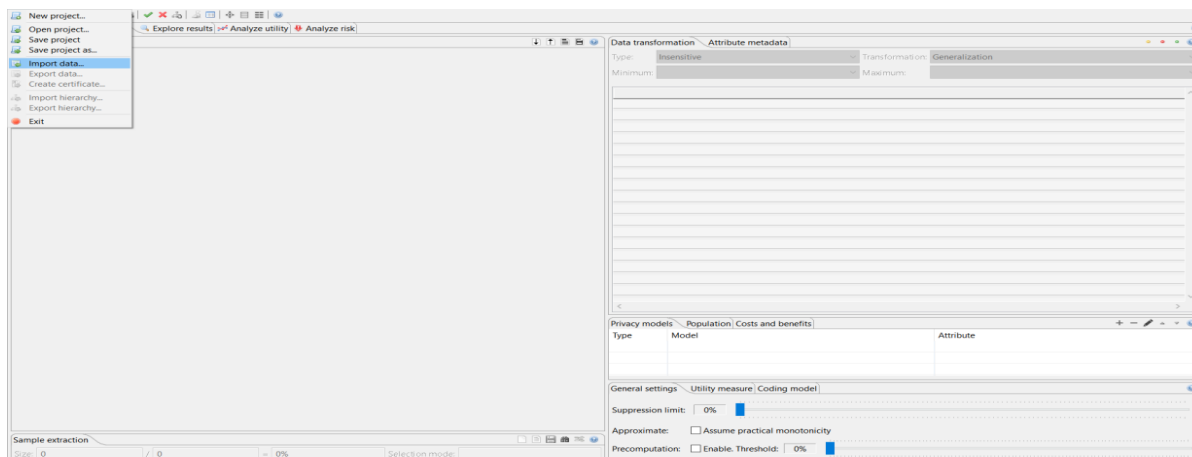 New project...
Open project...
Save project
Save project as...
Import data...
Export data...
Create certificate...
Import hierarchy...
Export hierarchy...
Exit
Explore results Analyze utility Analyze risk
Data transformation Attribute metadata
Type: Insensitive Transformation: Generalization
Minimum: Maximum:
Privacy models Population Costs and benefits
Type Model Attribute
General settings Utility measure Coding model
Suppression limit: 0%
Approximate: Assume practical monotonicity
Precomputation: Enable. Threshold: 0%
Sample extraction
Size: 0 / 0 = 0% Selection mode: